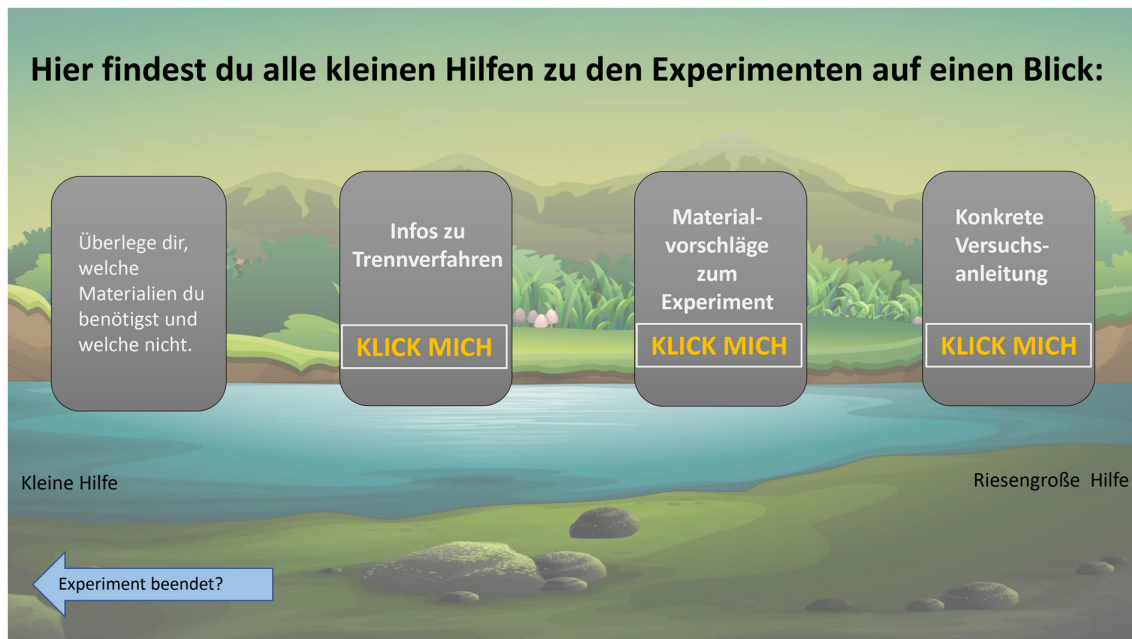 Hier findest du alle kleinen Hilfen zu den Experimenten auf einen Blick:
Überlege dir,
welche
Materialien du
benötigst und
welche nicht.
Infos zu
Trennverfahren
KLICK MICH
Material-
vorschläge
zum
Experiment
KLICK MICH
Konkrete
Versuchs-
anleitung
KLICK MICH
Kleine Hilfe
Riesengroße Hilfe
Experiment beendet?